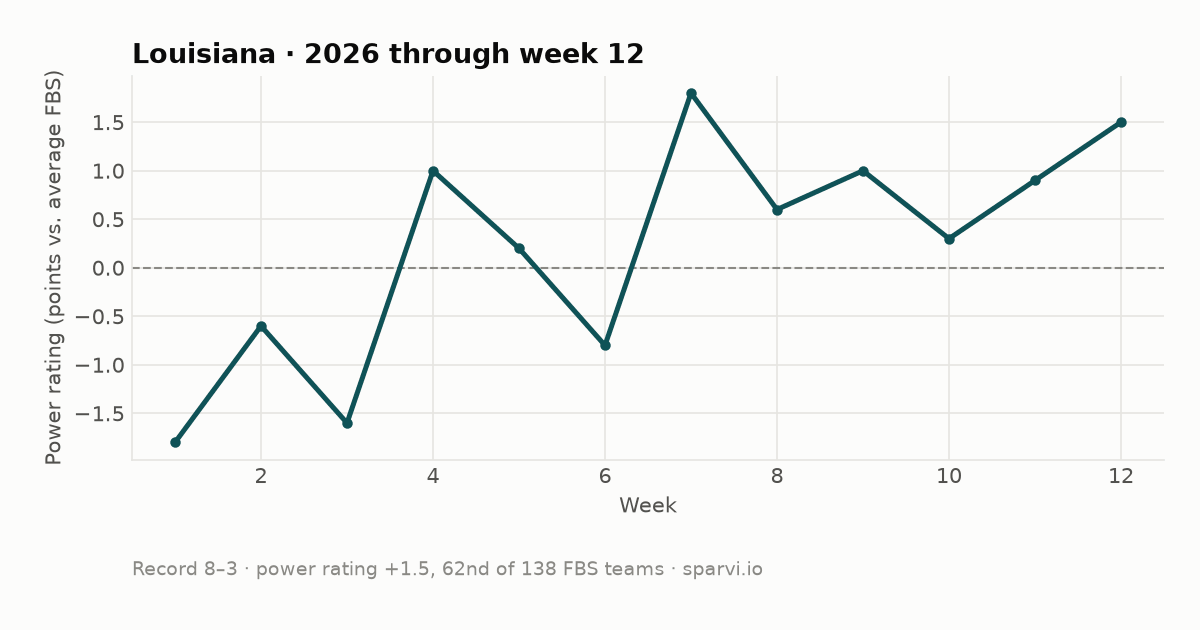 Louisiana · 2026 through week 12
Power rating (points vs. average FBS)
1.5
1.0
0.5
0.0
−0.5
−1.0
−1.5
2 4 6 8 10 12
Week
Record 8–3 · power rating +1.5, 62nd of 138 FBS teams · sparvi.io